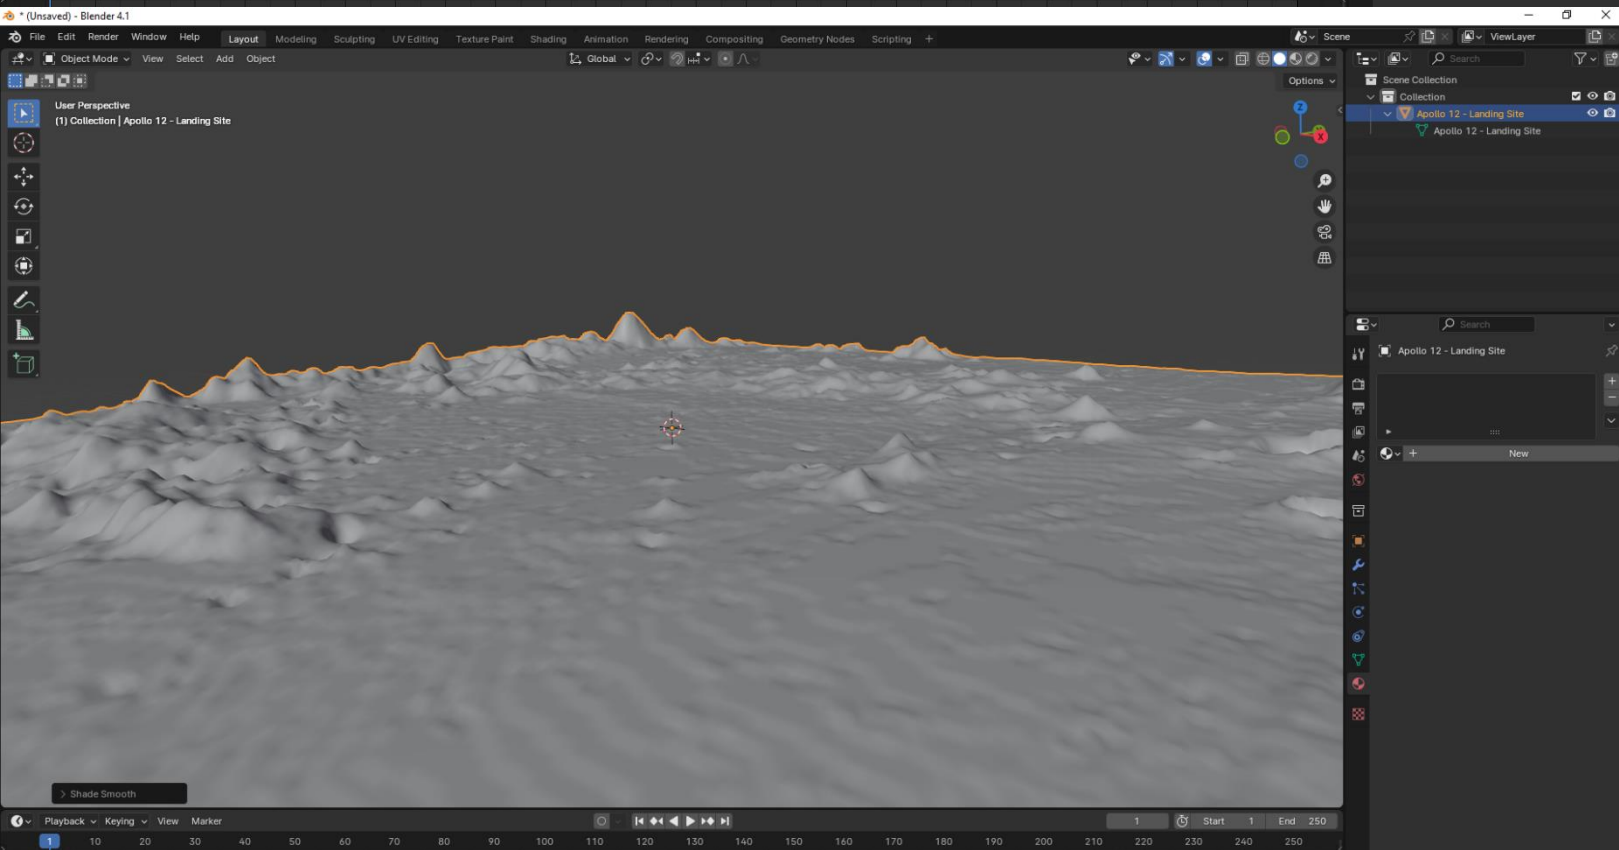 * (Unsaved) - Blender 4.1
File Edit Render Window Help
Layout Modeling Sculpting UV Editing Texture Paint Shading Animation Rendering Compositing Geometry Nodes Scripting +
Scene
ViewLayer
Object Mode View Select Add Object
Global
Search
Options
Scene Collection
Collection
Apollo 12 - Landing Site
Apollo 12 - Landing Site
User Perspective
(1) Collection | Apollo 12 - Landing Site
Z
X
Search
Apollo 12 - Landing Site
New
Shade Smooth
Playback Keying View Marker
1
Start 1
End 250
1 10 20 30 40 50 60 70 80 90 100 110 120 130 140 150 160 170 180 190 200 210 220 230 240 250